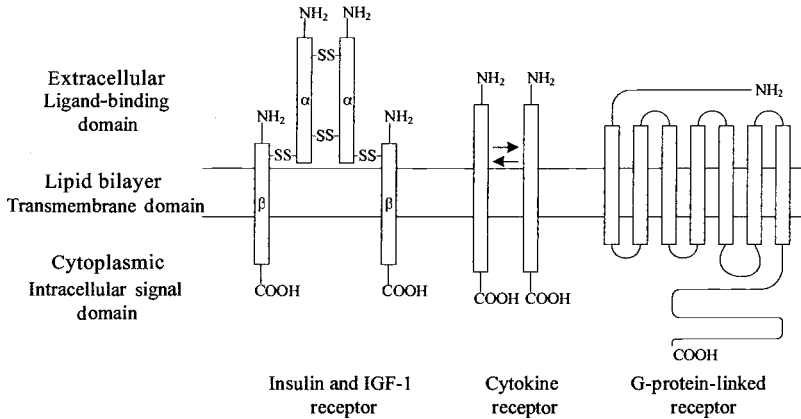 NH₂ NH₂
SS
Extracellular
Ligand-binding
domain
α α
NH₂ NH₂
NH₂
NH₂ NH₂
SS
SS SS
Lipid bilayer
Transmembrane domain
β β
Cytoplasmic
Intracellular signal
domain
COOH COOH
COOH COOH
COOH
Insulin and IGF-1
receptor
Cytokine
receptor
G-protein-linked
receptor